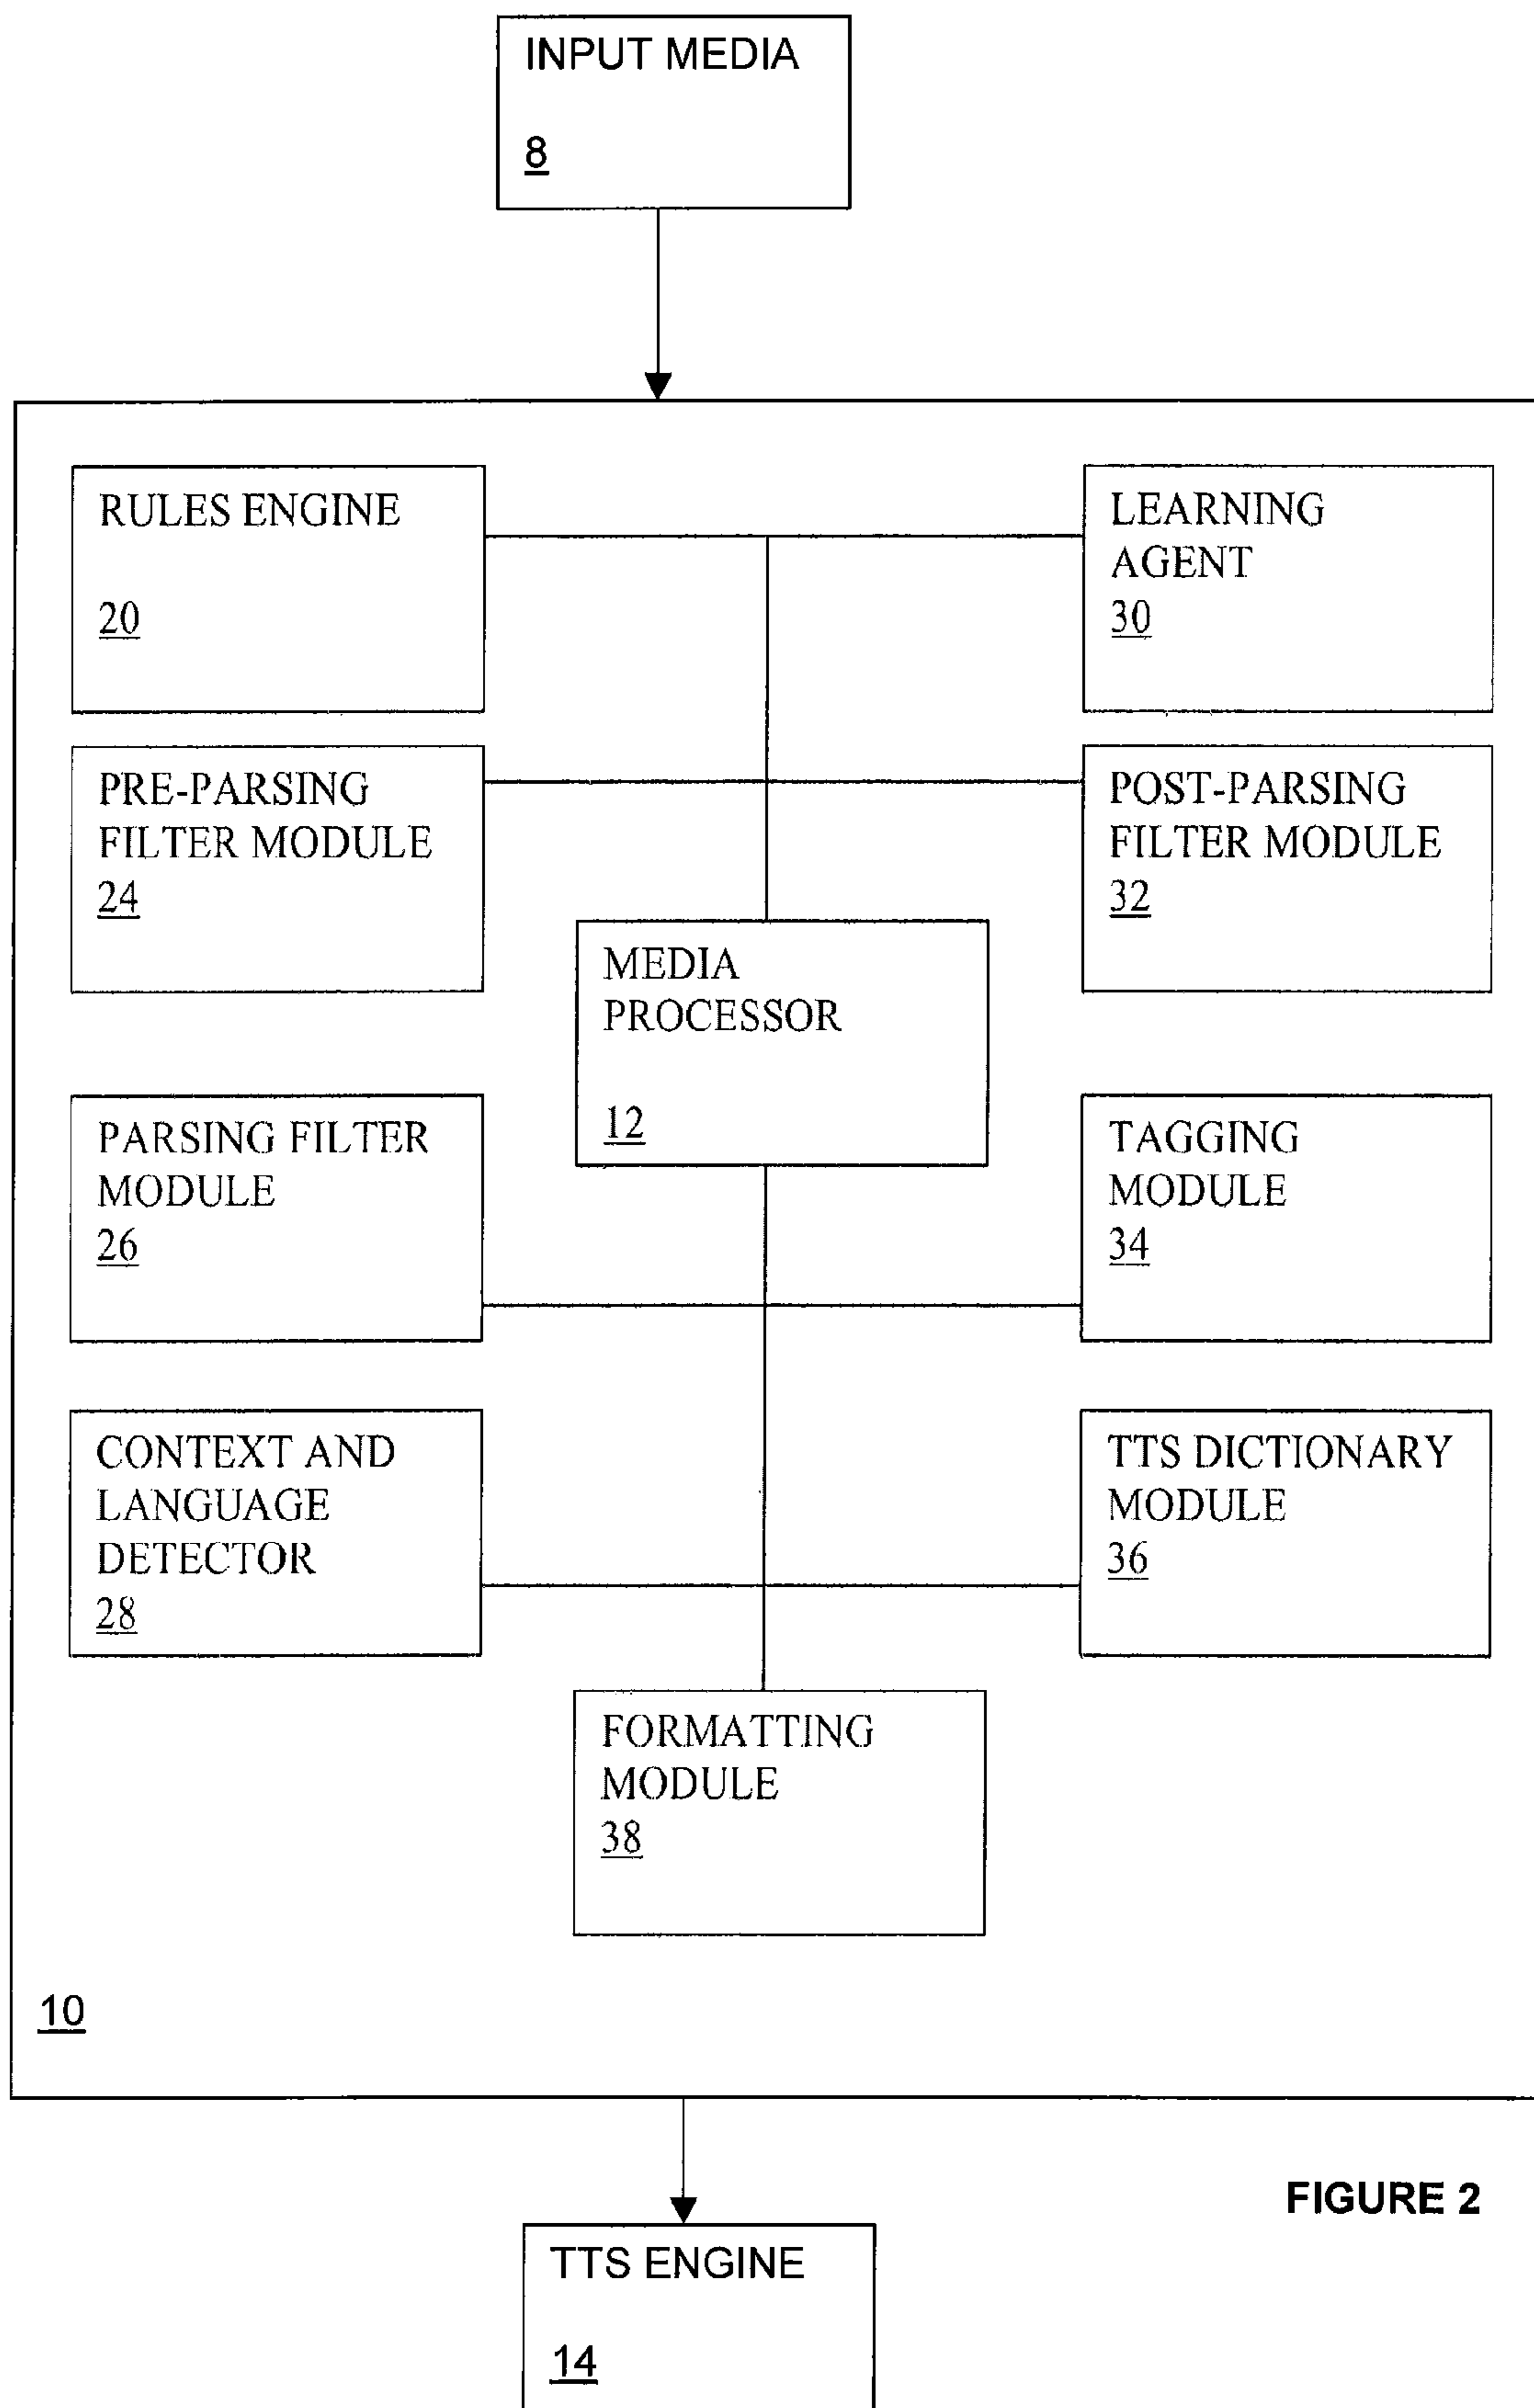 INPUT MEDIA
8
RULES ENGINE
20
LEARNING
AGENT
30
PRE-PARSING
FILTER MODULE
24
POST-PARSING
FILTER MODULE
32
MEDIA
PROCESSOR
12
PARSING FILTER
MODULE
26
TAGGING
MODULE
34
CONTEXT AND
LANGUAGE
DETECTOR
28
TTS DICTIONARY
MODULE
36
FORMATTING
MODULE
38
10
FIGURE 2
TTS ENGINE
14